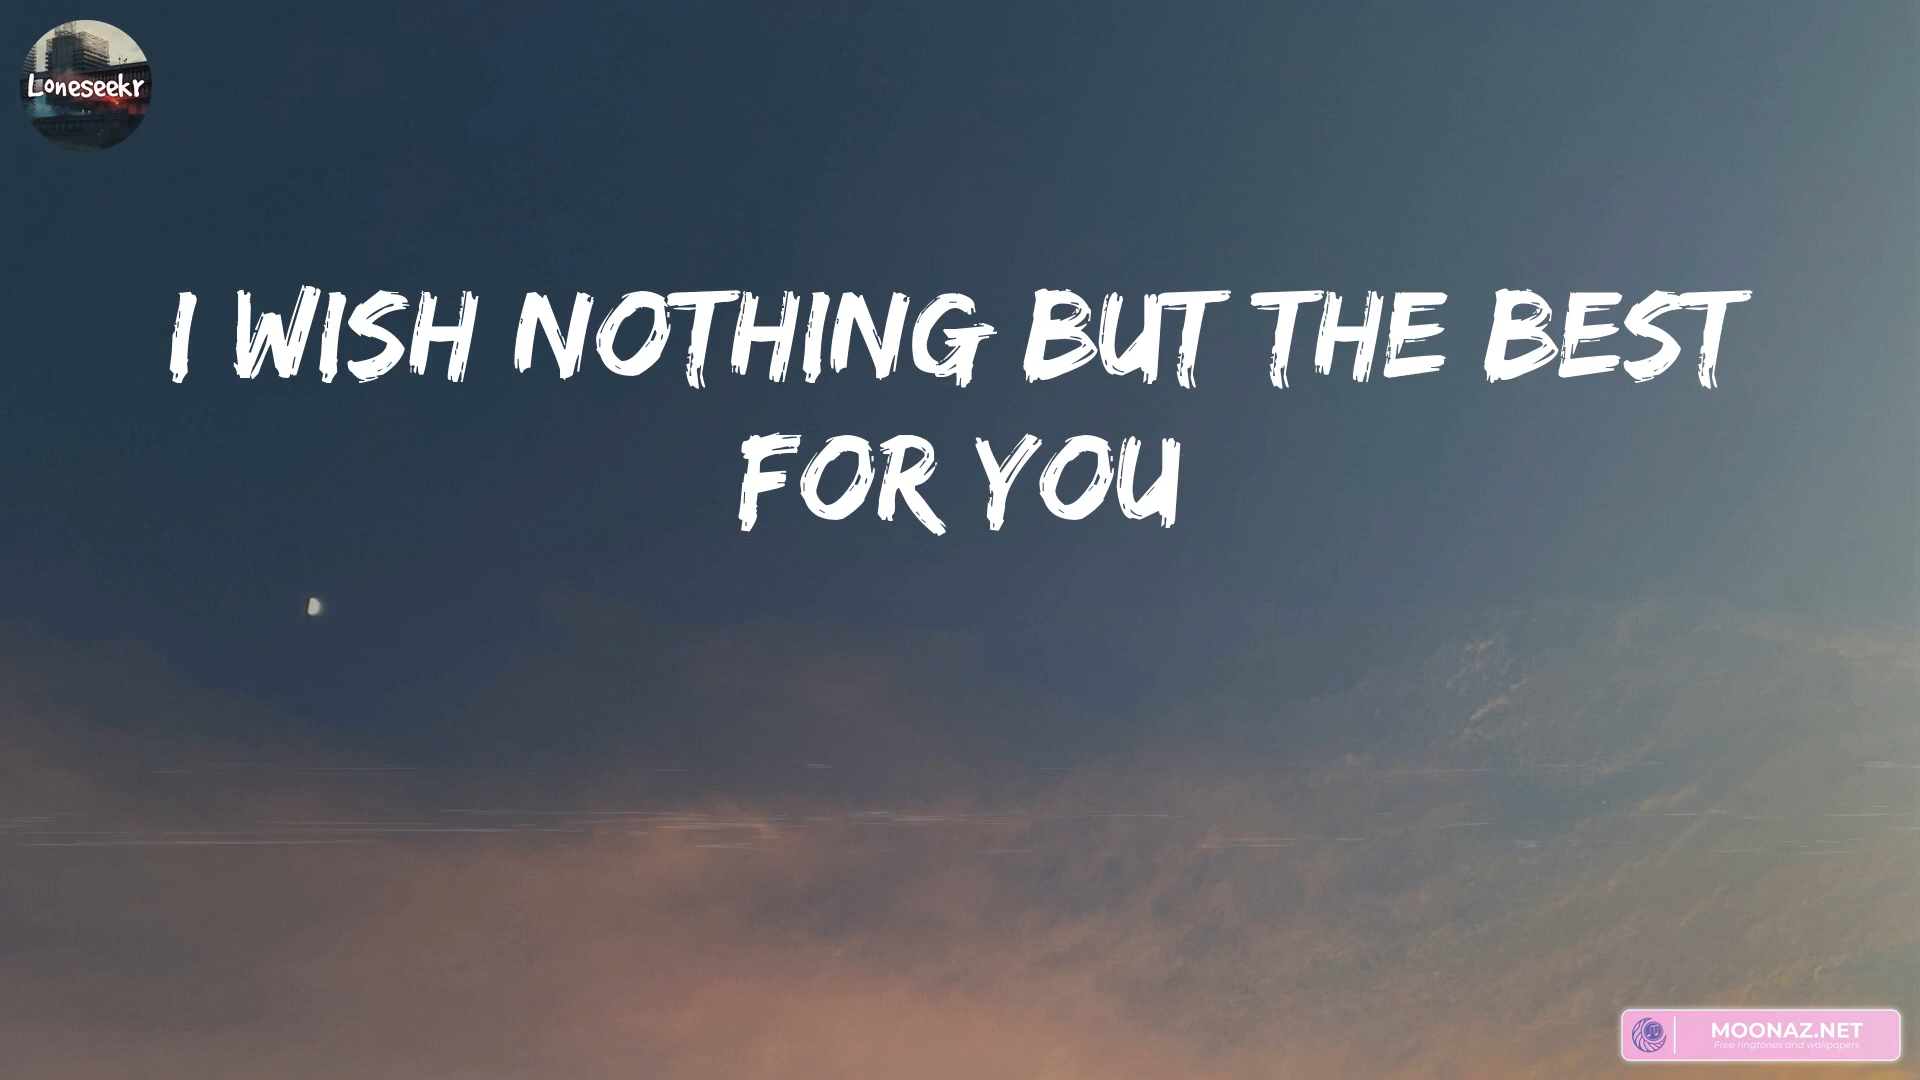 Loneseekr
I WISH NOTHING BUT THE BEST
FOR YOU
MOONAZ.NET
Free ringtones and wallpapers